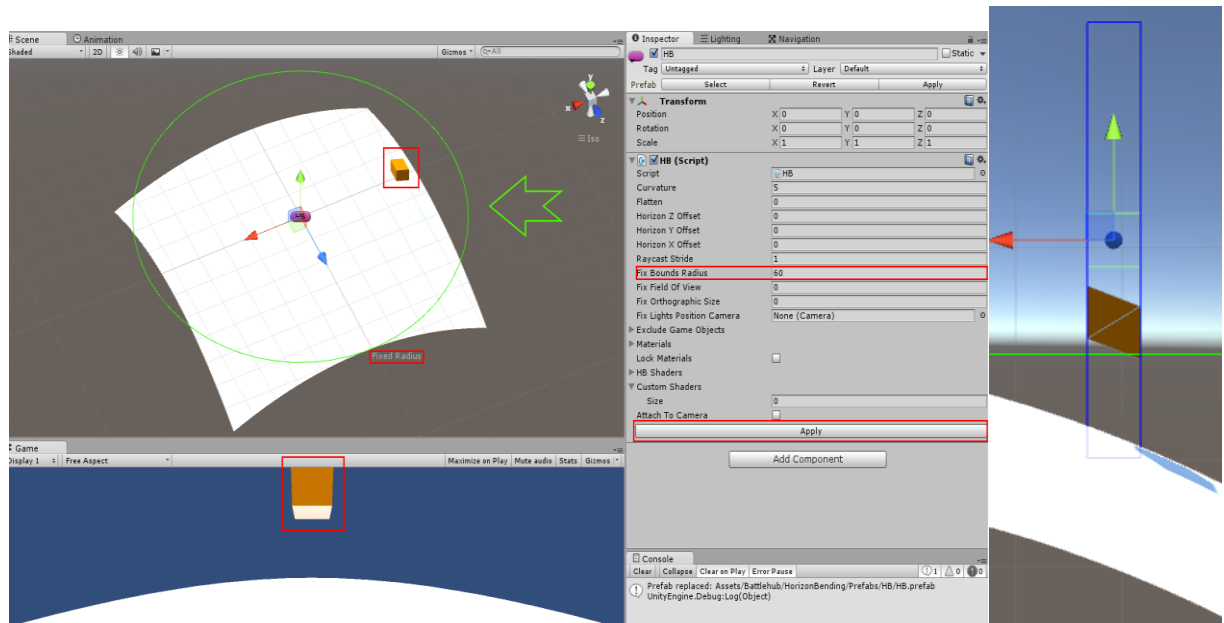 # Scene
Animation
Shaded
2D
Gizmos
All
y
x
z
Iso
HB
Fixed Radius
Game
Display 1
Free Aspect
Maximize on Play Mute audio Stats Gizmos
Inspector Lighting Navigation
HB Static
Tag Untagged Layer Default
Prefab Select Revert Apply
Transform
Position X 0 Y 0 Z 0
Rotation X 0 Y 0 Z 0
Scale X 1 Y 1 Z 1
HB (Script)
Script HB
Curvature 5
Flatten 0
Horizon Z Offset 0
Horizon Y Offset 0
Horizon X Offset 0
Raycast Stride 1
Fix Bounds Radius 60
Fix Field Of View 0
Fix Orthographic Size 0
Fix Lights Position Camera None (Camera)
Exclude Game Objects
Materials
Lock Materials
HB Shaders
Custom Shaders
Size 0
Attach To Camera
Apply
Add Component
Console
Clear Collapse Clear on Play Error Pause 1 0 0
Prefab replaced: Assets/Battlehub/HorizonBending/Prefabs/HB/HB.prefab
UnityEngine.Debug:Log(Object)